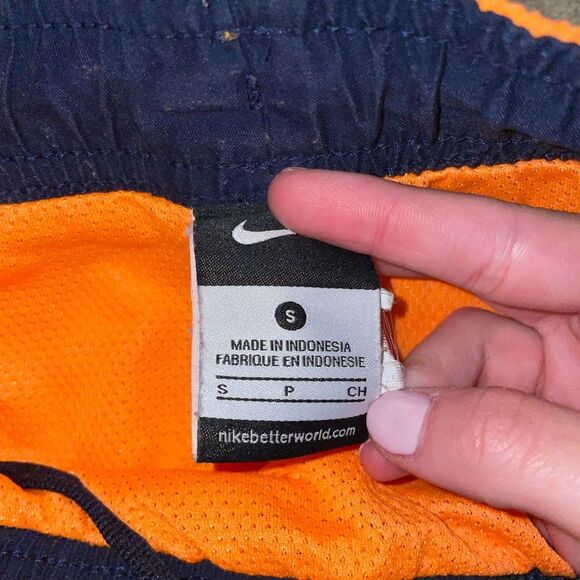 S
MADE IN INDONESIA
FABRIQUE EN INDONESIE
S P CH
nikebetterworld.com